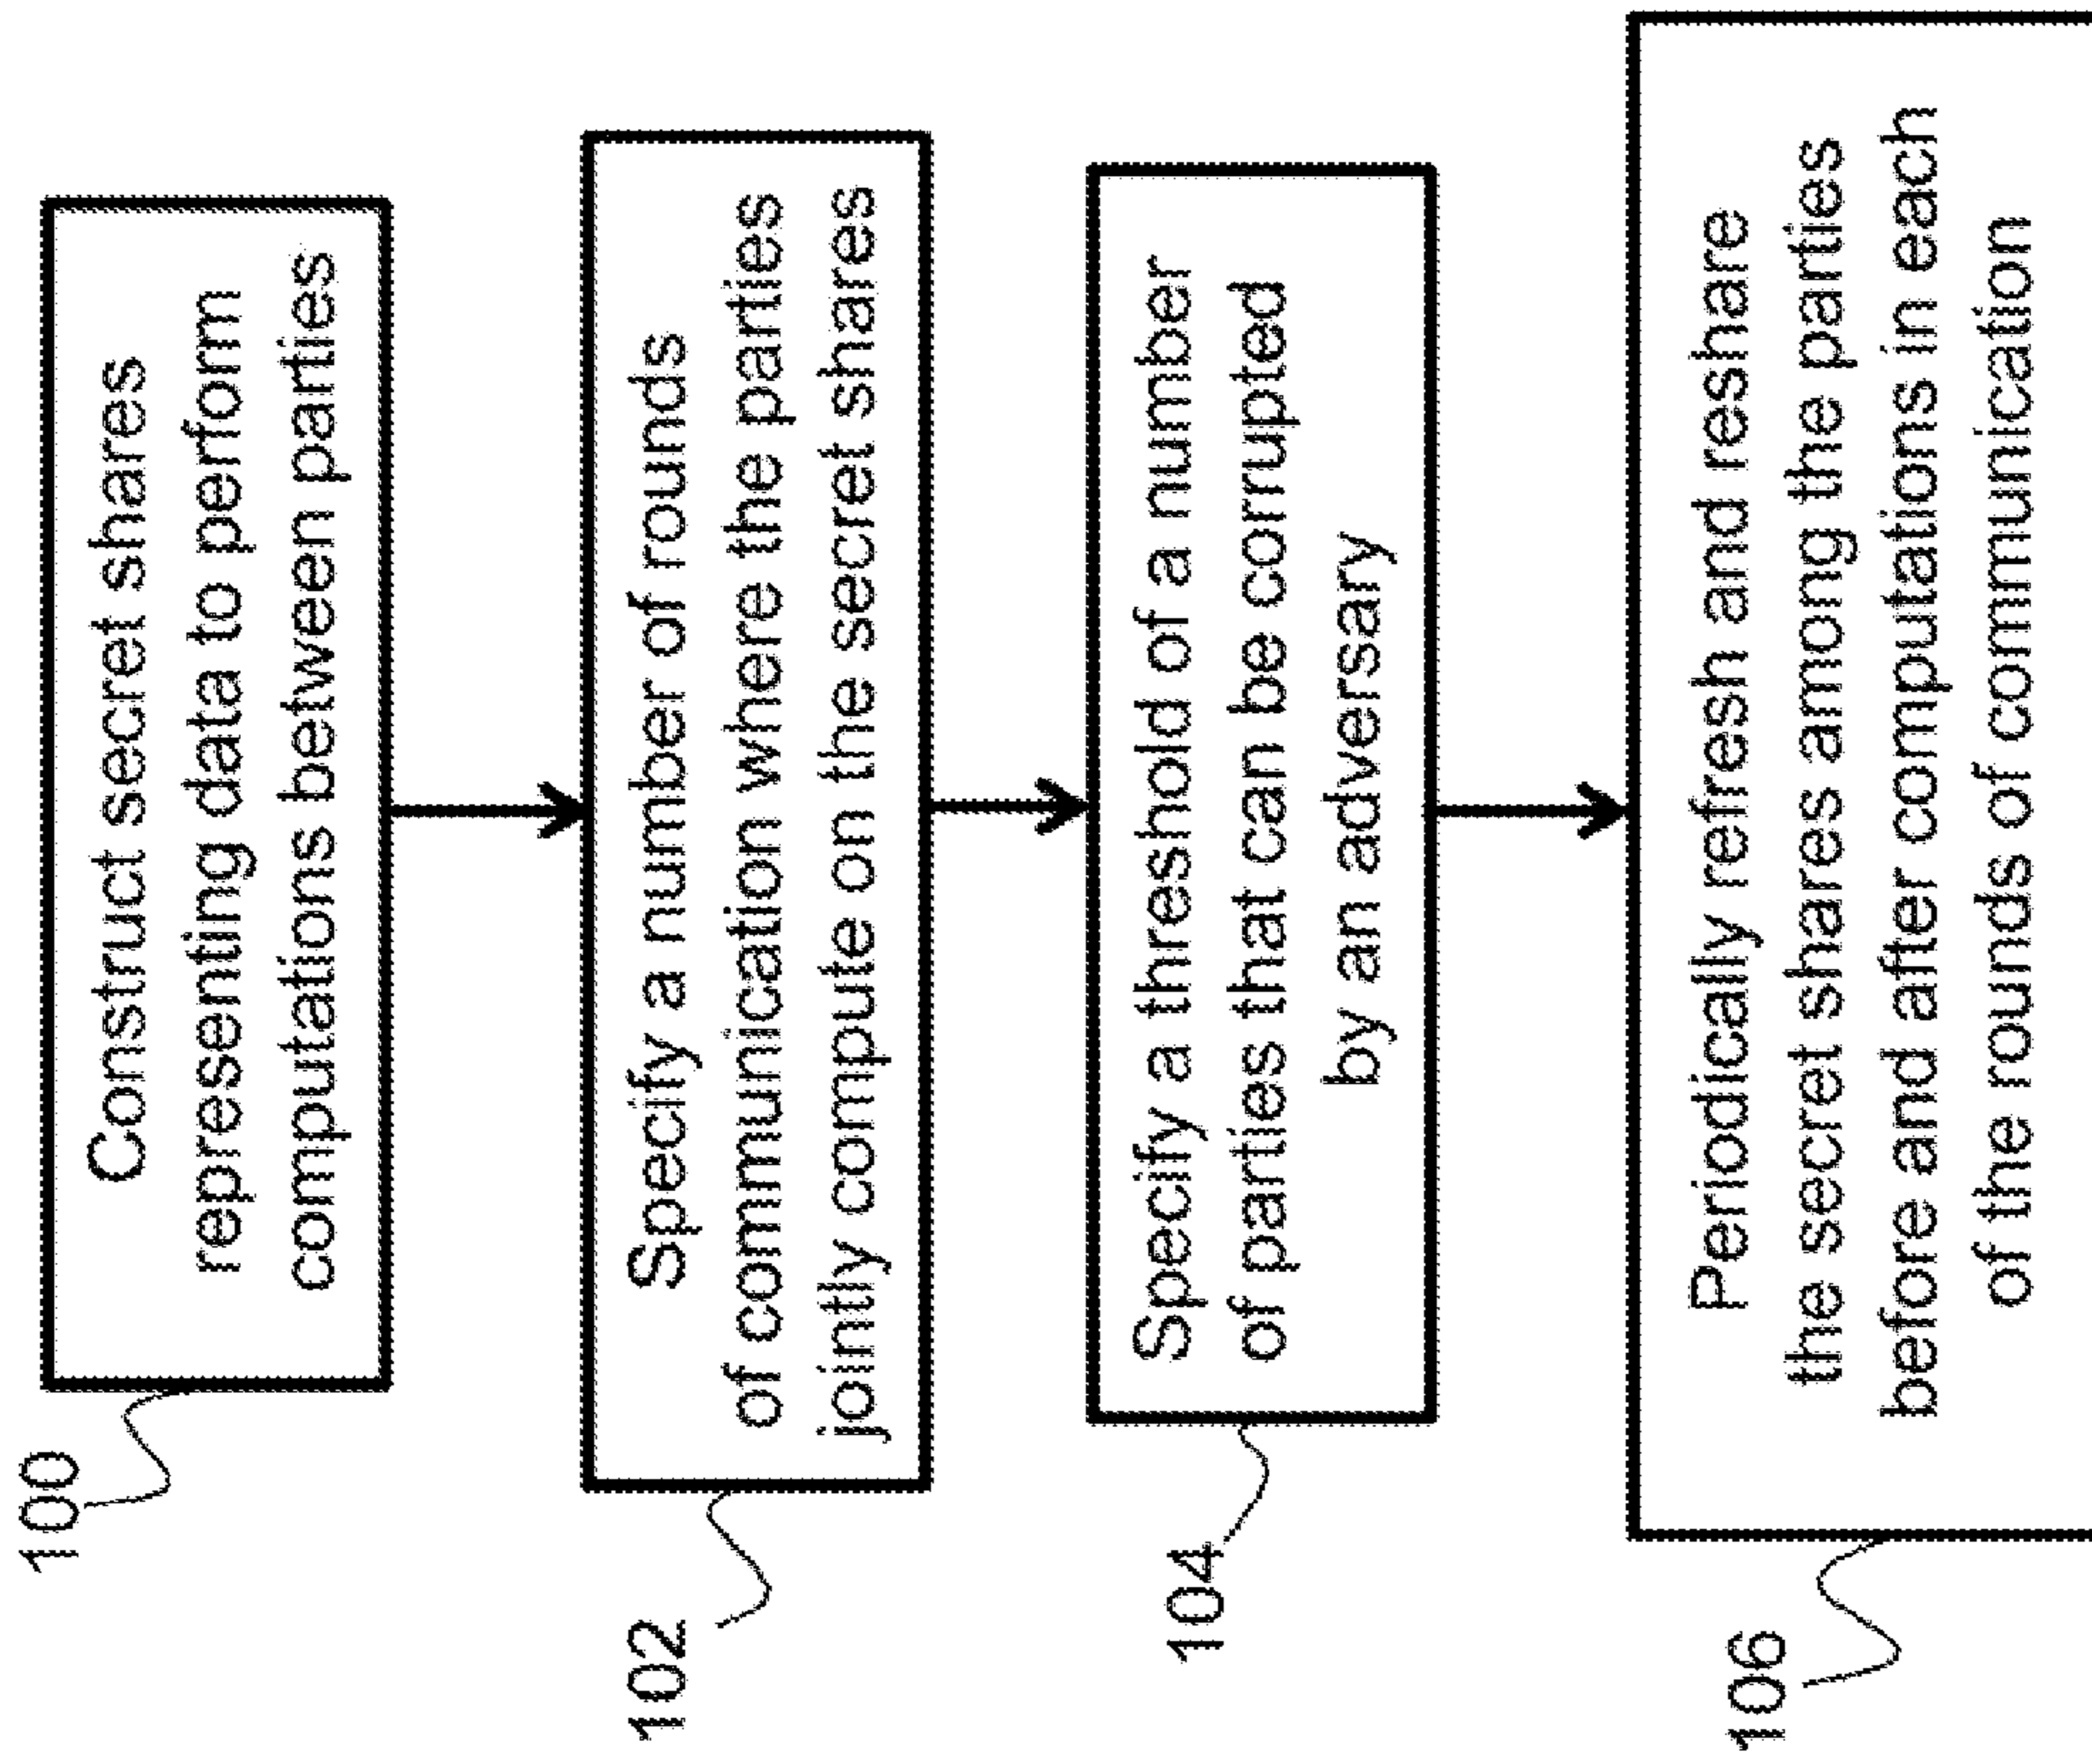 100
Construct secret shares
representing data to perform
computations between parties
102
Specify a number of rounds
of communication where the parties
jointly compute on the secret shares
104
Specify a threshold of a number
of parties that can be corrupted
by an adversary
106
Periodically refresh and reshare
the secret shares among the parties
before and after computations in each
of the rounds of communication